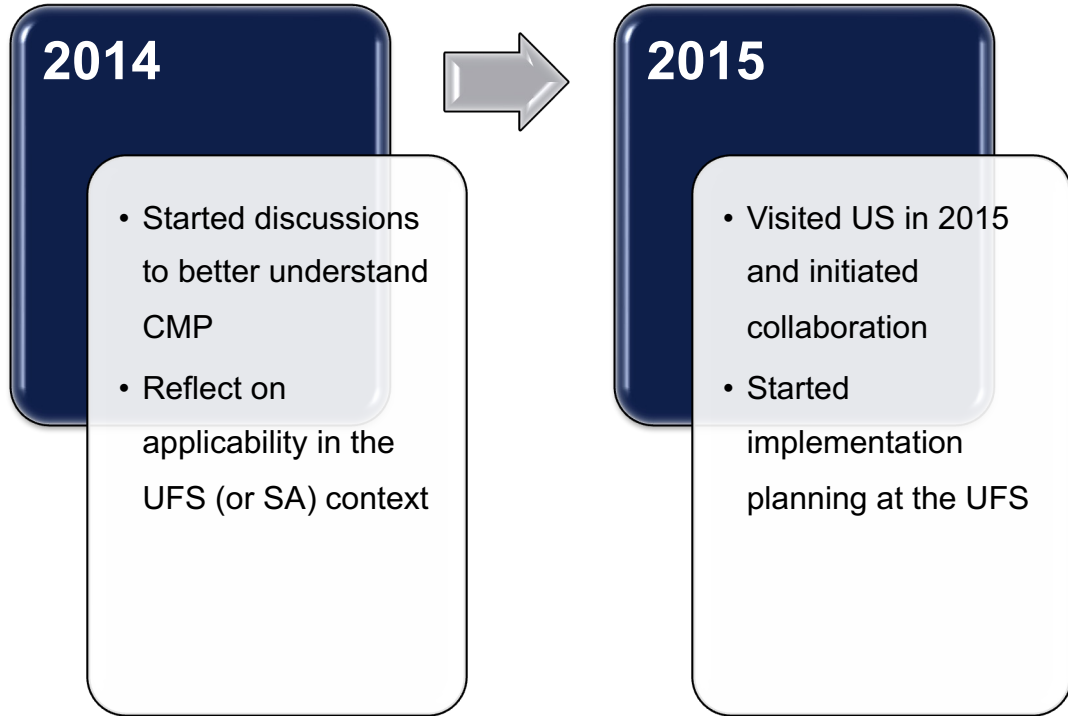 2014
• Started discussions
to better understand
CMP
• Reflect on
applicability in the
UFS (or SA) context
2015
• Visited US in 2015
and initiated
collaboration
• Started
implementation
planning at the UFS